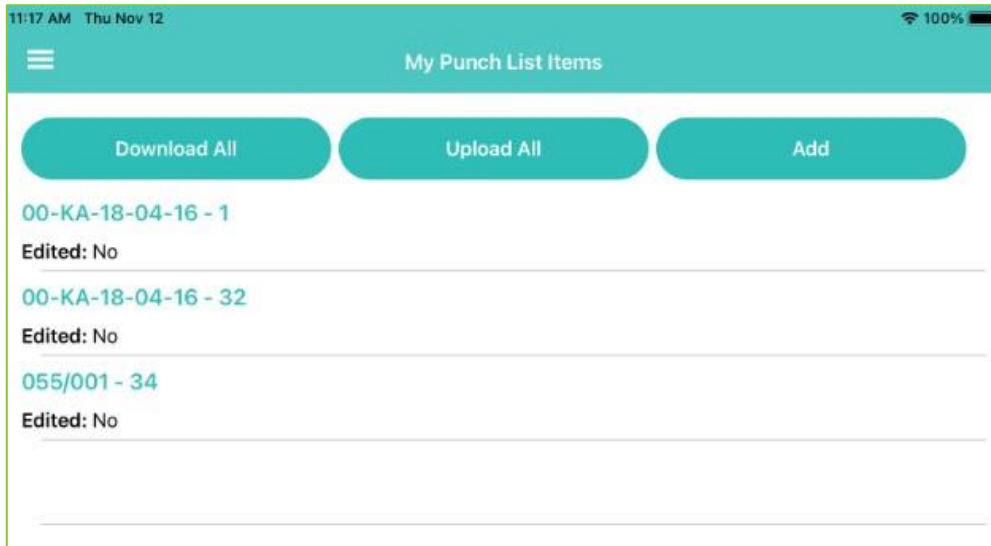 11:17 AM Thu Nov 12 100%
My Punch List Items
Download All Upload All Add
00-KA-18-04-16 - 1
Edited: No
00-KA-18-04-16 - 32
Edited: No
055/001 - 34
Edited: No